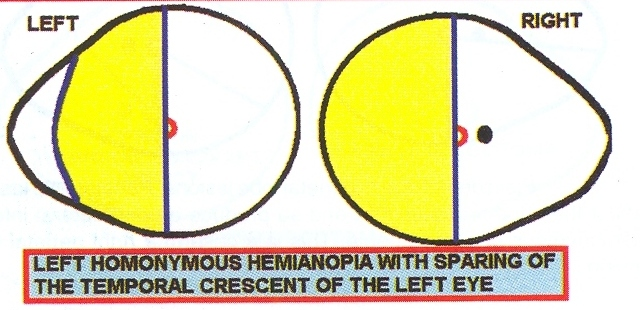 LEFT
RIGHT
LEFT HOMONYMOUS HEMIANOPIA WITH SPARING OF
THE TEMPORAL CRESCENT OF THE LEFT EYE